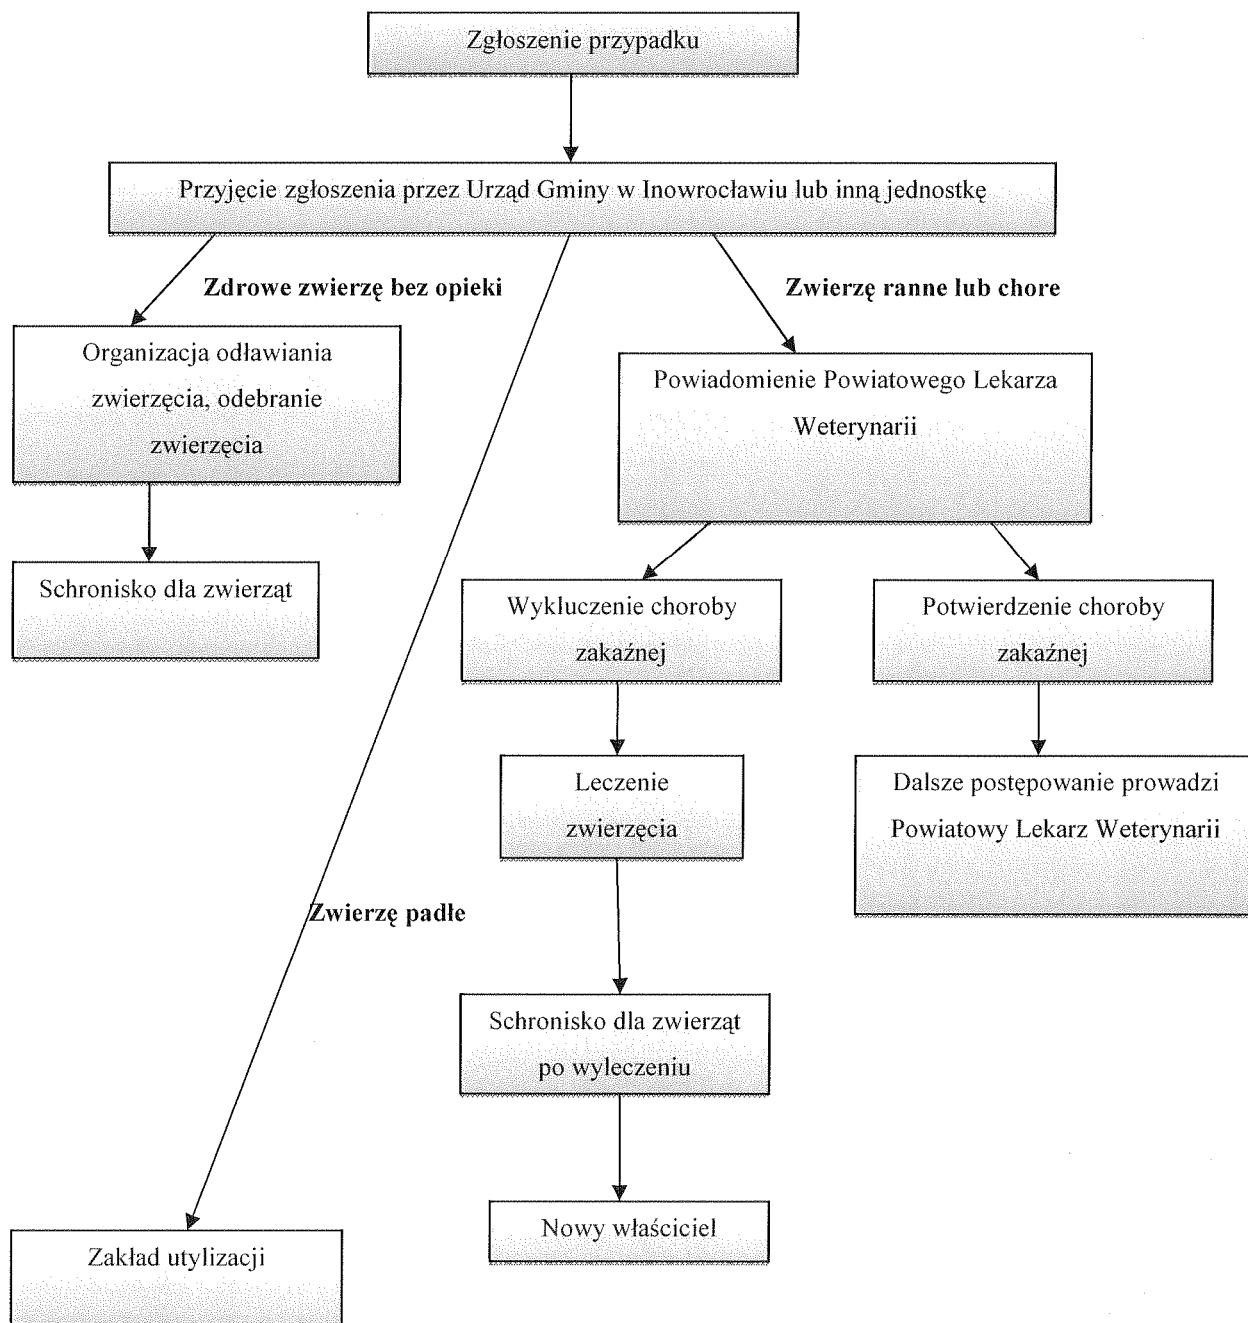 Zgłoszenie przypadku
Przyjęcie zgłoszenia przez Urząd Gminy w Inowrocławiu lub inną jednostkę
Zdrowe zwierzę bez opieki
Zwierzę ranne lub chore
Organizacja odławiania
zwierzęcia, odebranie
zwierzęcia
Powiadomienie Powiatowego Lekarza
Weterynarii
Schronisko dla zwierząt
Wykluczenie choroby
zakaźnej
Potwierdzenie choroby
zakaźnej
Leczenie
zwierzęcia
Dalsze postępowanie prowadzi
Powiatowy Lekarz Weterynarii
Zwierzę padłe
Schronisko dla zwierząt
po wyleczeniu
Nowy właściciel
Zakład utylizacji